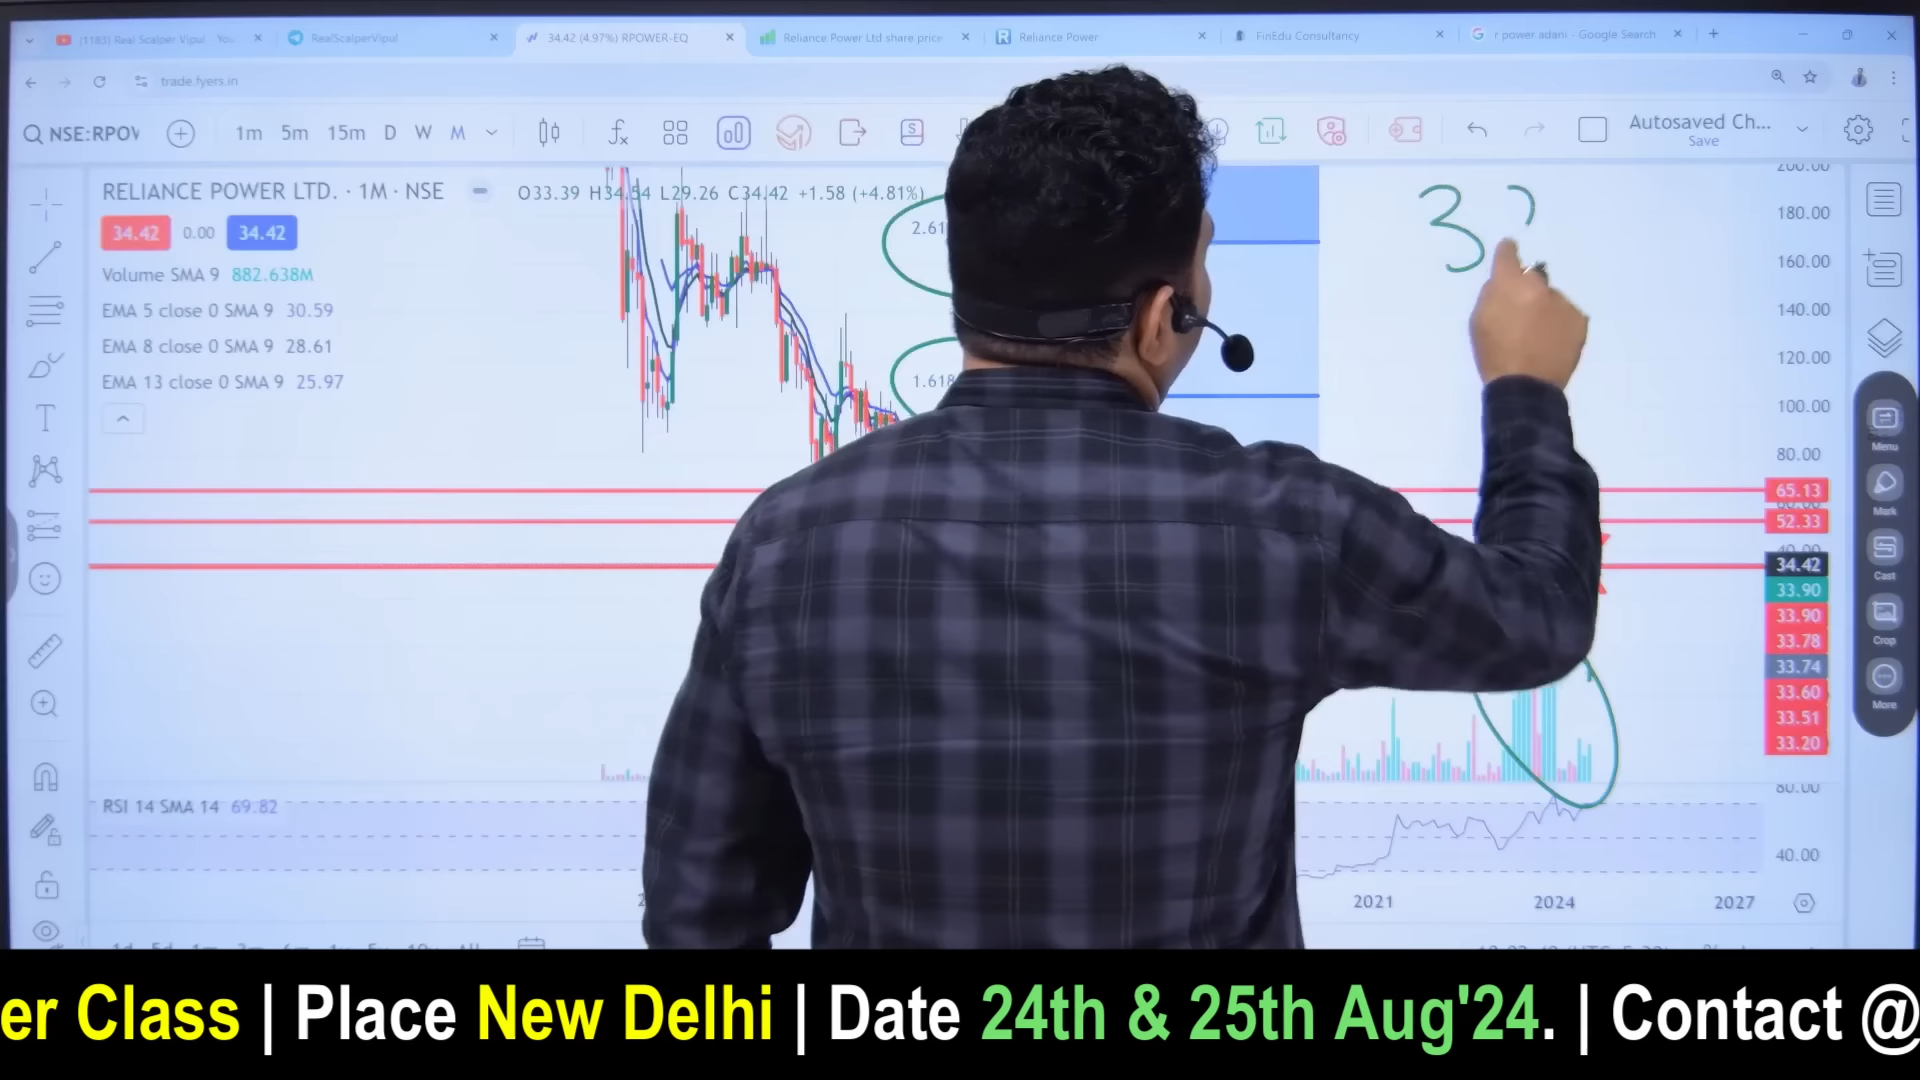 (1183) Real Scalper Vipul - You
RealScalperVipul
34.42 (4.97%) RPOWER-EQ
Reliance Power Ltd share price
Reliance Power
FinEdu Consultancy
r power adani - Google Search
trade.fyers.in
NSE:RPOW
1m 5m 15m D W M
Autosaved Ch...
Save
RELIANCE POWER LTD. · 1M · NSE
O33.39 H34.54 L29.26 C34.42 +1.58 (+4.81%)
34.42 0.00 34.42
Volume SMA 9 882.638M
EMA 5 close 0 SMA 9 30.59
EMA 8 close 0 SMA 9 28.61
EMA 13 close 0 SMA 9 25.97
2.61
1.618
3
200.00
180.00
160.00
140.00
120.00
100.00
80.00
65.13
52.33
40.00
34.42
33.90
33.90
33.78
33.74
33.60
33.51
33.20
80.00
40.00
RSI 14 SMA 14 69.82
2021 2024 2027
Menu
Mark
Cast
Crop
More
er Class | Place New Delhi | Date 24th & 25th Aug'24. | Contact @